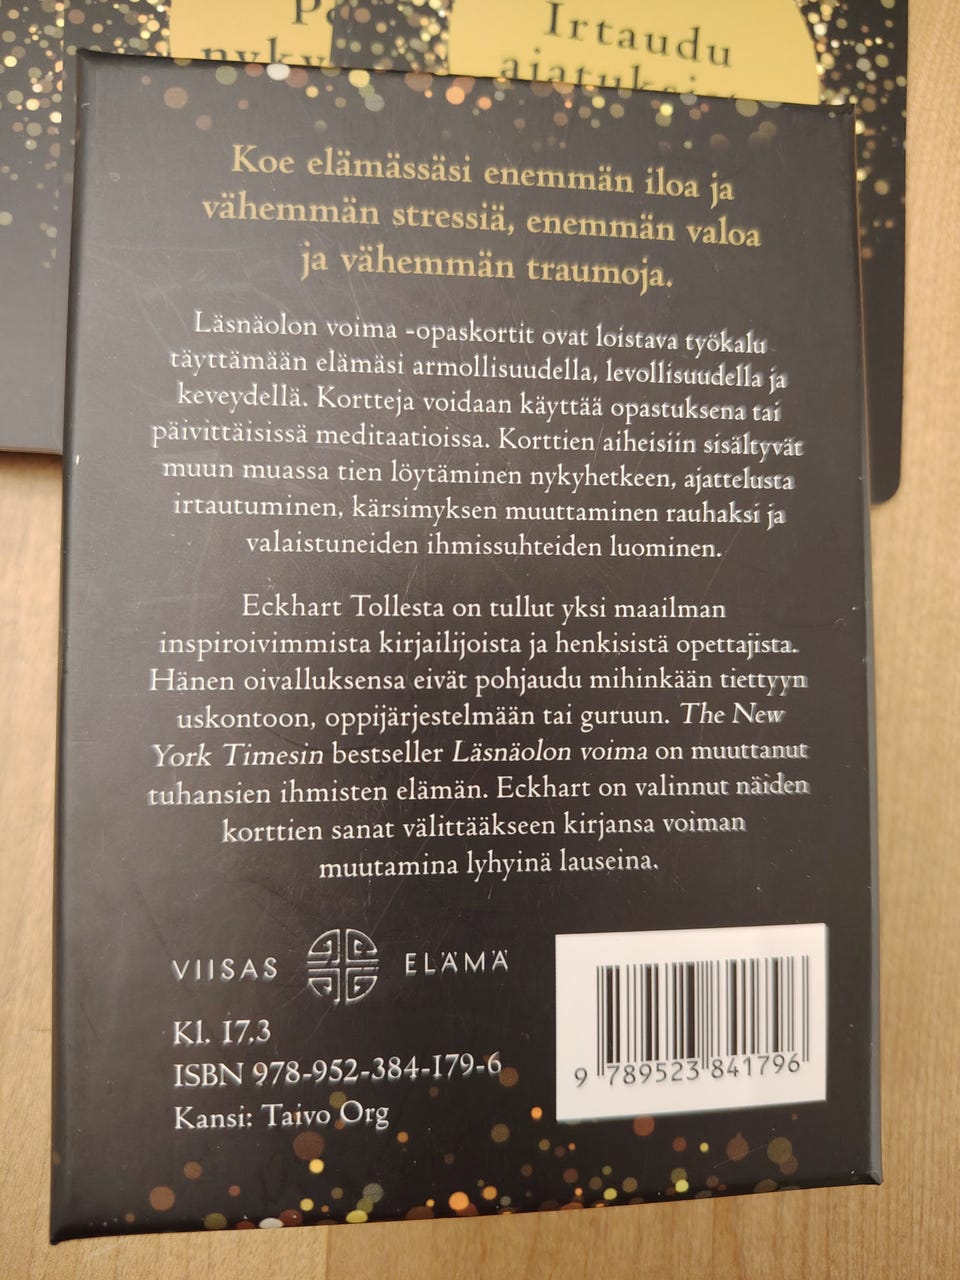 Irtaudu
Koe elämässäsi enemmän iloa ja
vähemmän stressiä, enemmän valoa
ja vähemmän traumoja.
Läsnäolon voima -opaskortit ovat loistava työkalu
täyttämään elämäsi armollisuudella, levollisuudella ja
keveydellä. Kortteja voidaan käyttää opastuksena tai
päivittäisissä meditaatioissa. Korttien aiheisiin sisältyvät
muun muassa tien löytäminen nykyhetkeen, ajattelusta
irtautuminen, kärsimyksen muuttaminen rauhaksi ja
valaistuneiden ihmissuhteiden luominen.
Eckhart Tollesta on tullut yksi maailman
inspiroivimmista kirjailijoista ja henkisistä opettajista.
Hänen oivalluksensa eivät pohjaudu mihinkään tiettyyn
uskontoon, oppijärjestelmään tai guruun. The New
York Timesin bestseller Läsnäolon voima on muuttanut
tuhansien ihmisten elämän. Eckhart on valinnut näiden
korttien sanat välittääkseen kirjansa voiman
muutamina lyhyinä lauseina.
VIISAS ELÄMÄ
Kl. 17.3
ISBN 978-952-384-179-6
Kansi: Taivo Org
9 789523 841796